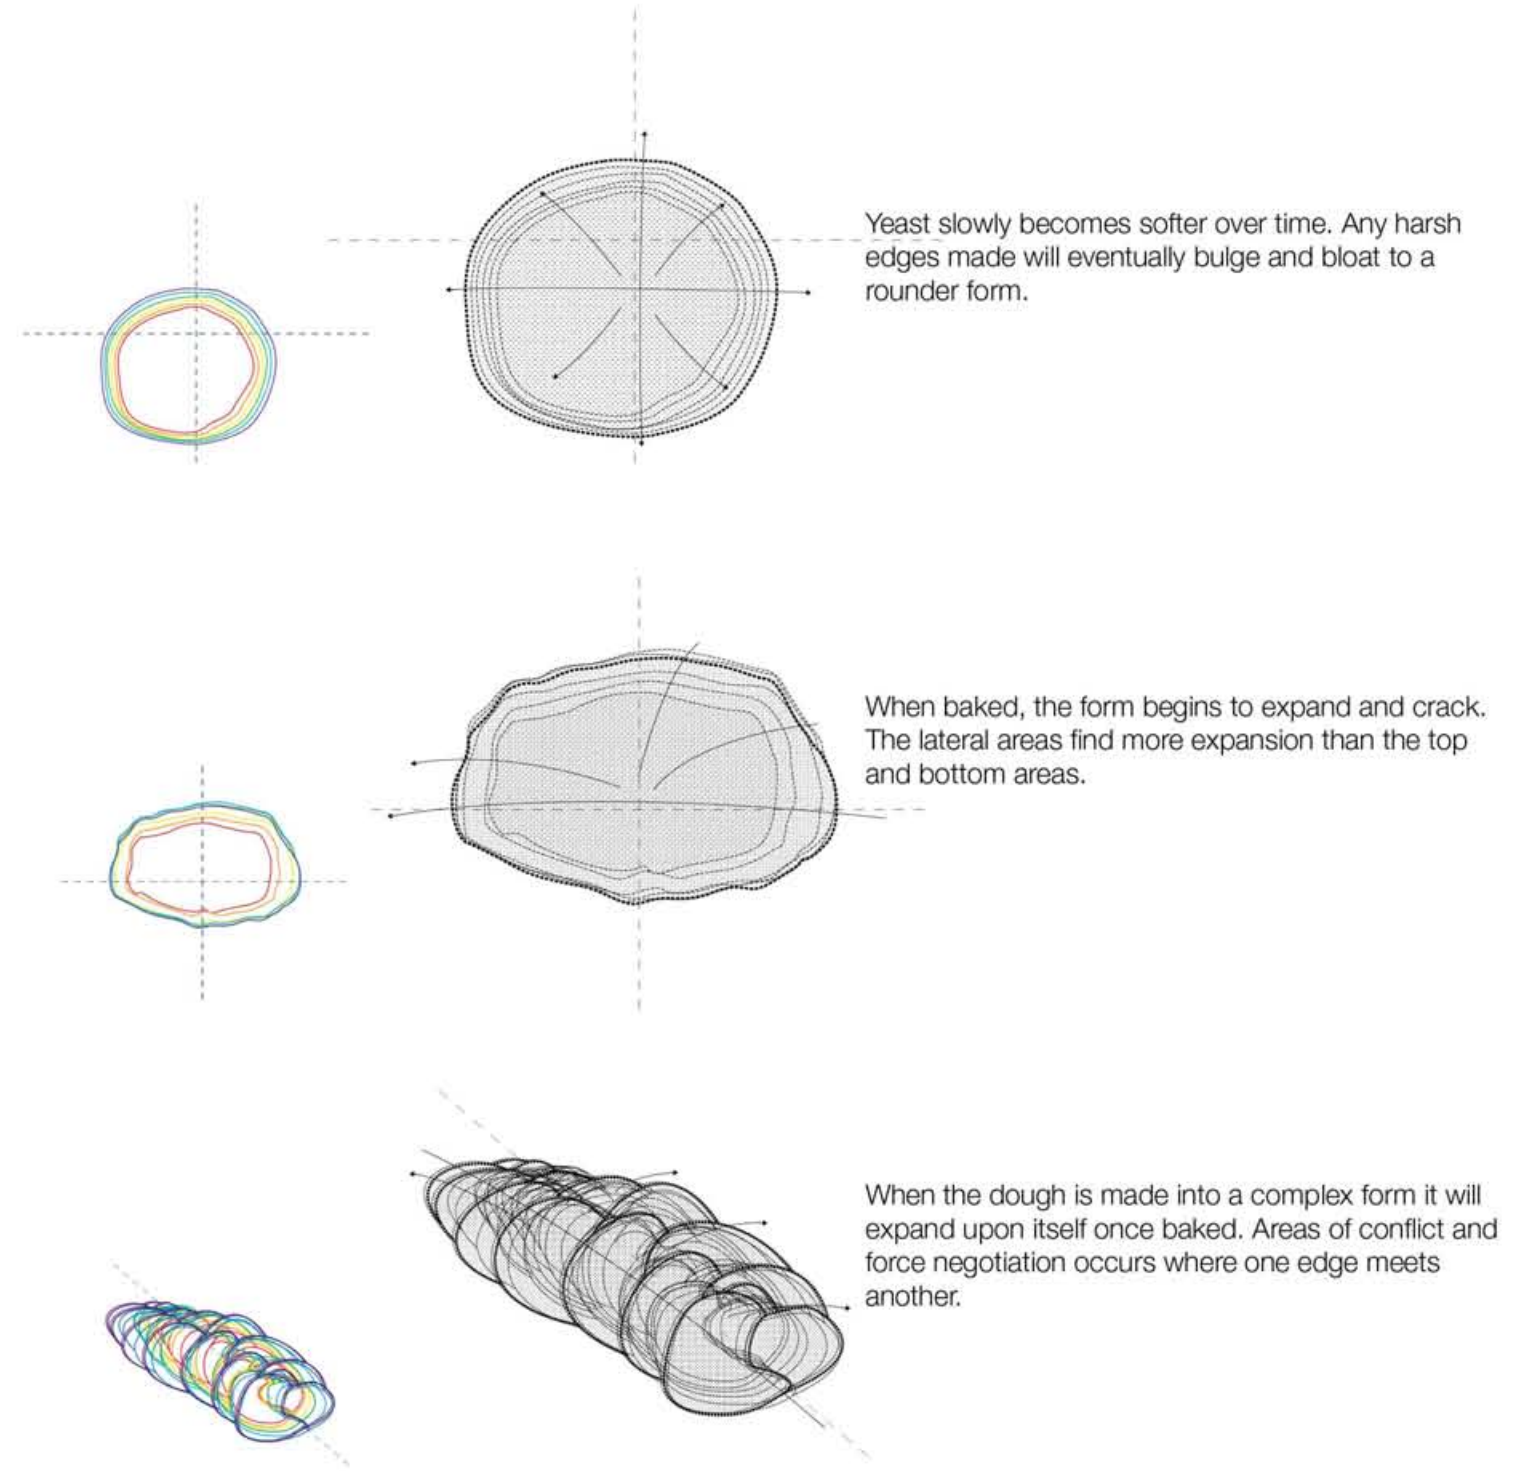 Yeast slowly becomes softer over time. Any harsh
edges made will eventually bulge and bloat to a
rounder form.
When baked, the form begins to expand and crack.
The lateral areas find more expansion than the top
and bottom areas.
When the dough is made into a complex form it will
expand upon itself once baked. Areas of conflict and
force negotiation occurs where one edge meets
another.